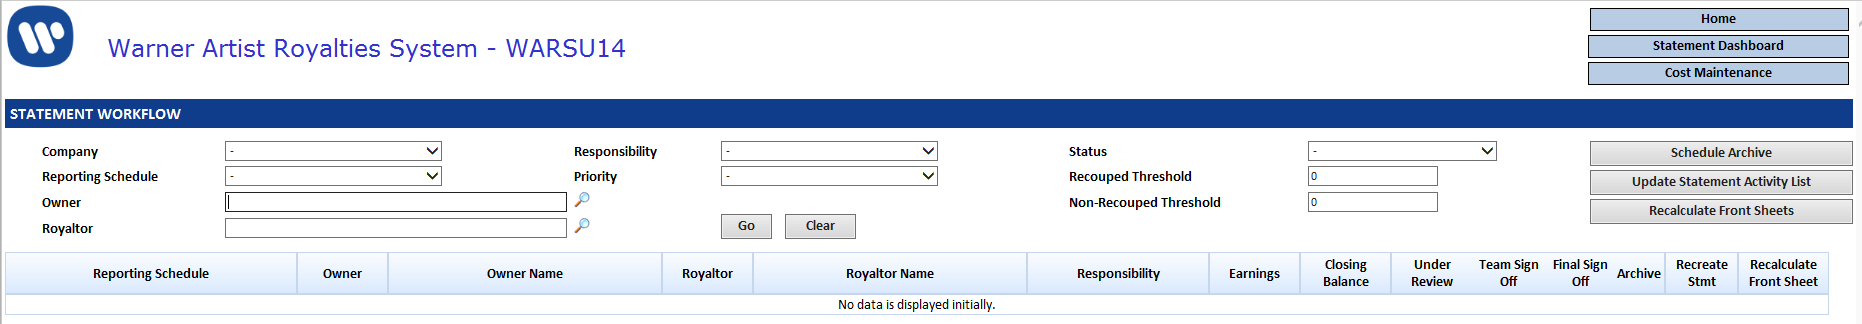 Warner Artist Royalties System - WARSU14
Home
Statement Dashboard
Cost Maintenance
STATEMENT WORKFLOW
Company - Responsibility - Status - Schedule Archive
Reporting Schedule - Priority - Recouped Threshold 0 Update Statement Activity List
Owner Non-Recouped Threshold 0 Recalculate Front Sheets
Royaltor Go Clear
Reporting Schedule Owner Owner Name Royaltor Royaltor Name Responsibility Earnings Closing Balance Under Review Team Sign Off Final Sign Off Archive Recreate Stmt Recalculate Front Sheet
No data is displayed initially.